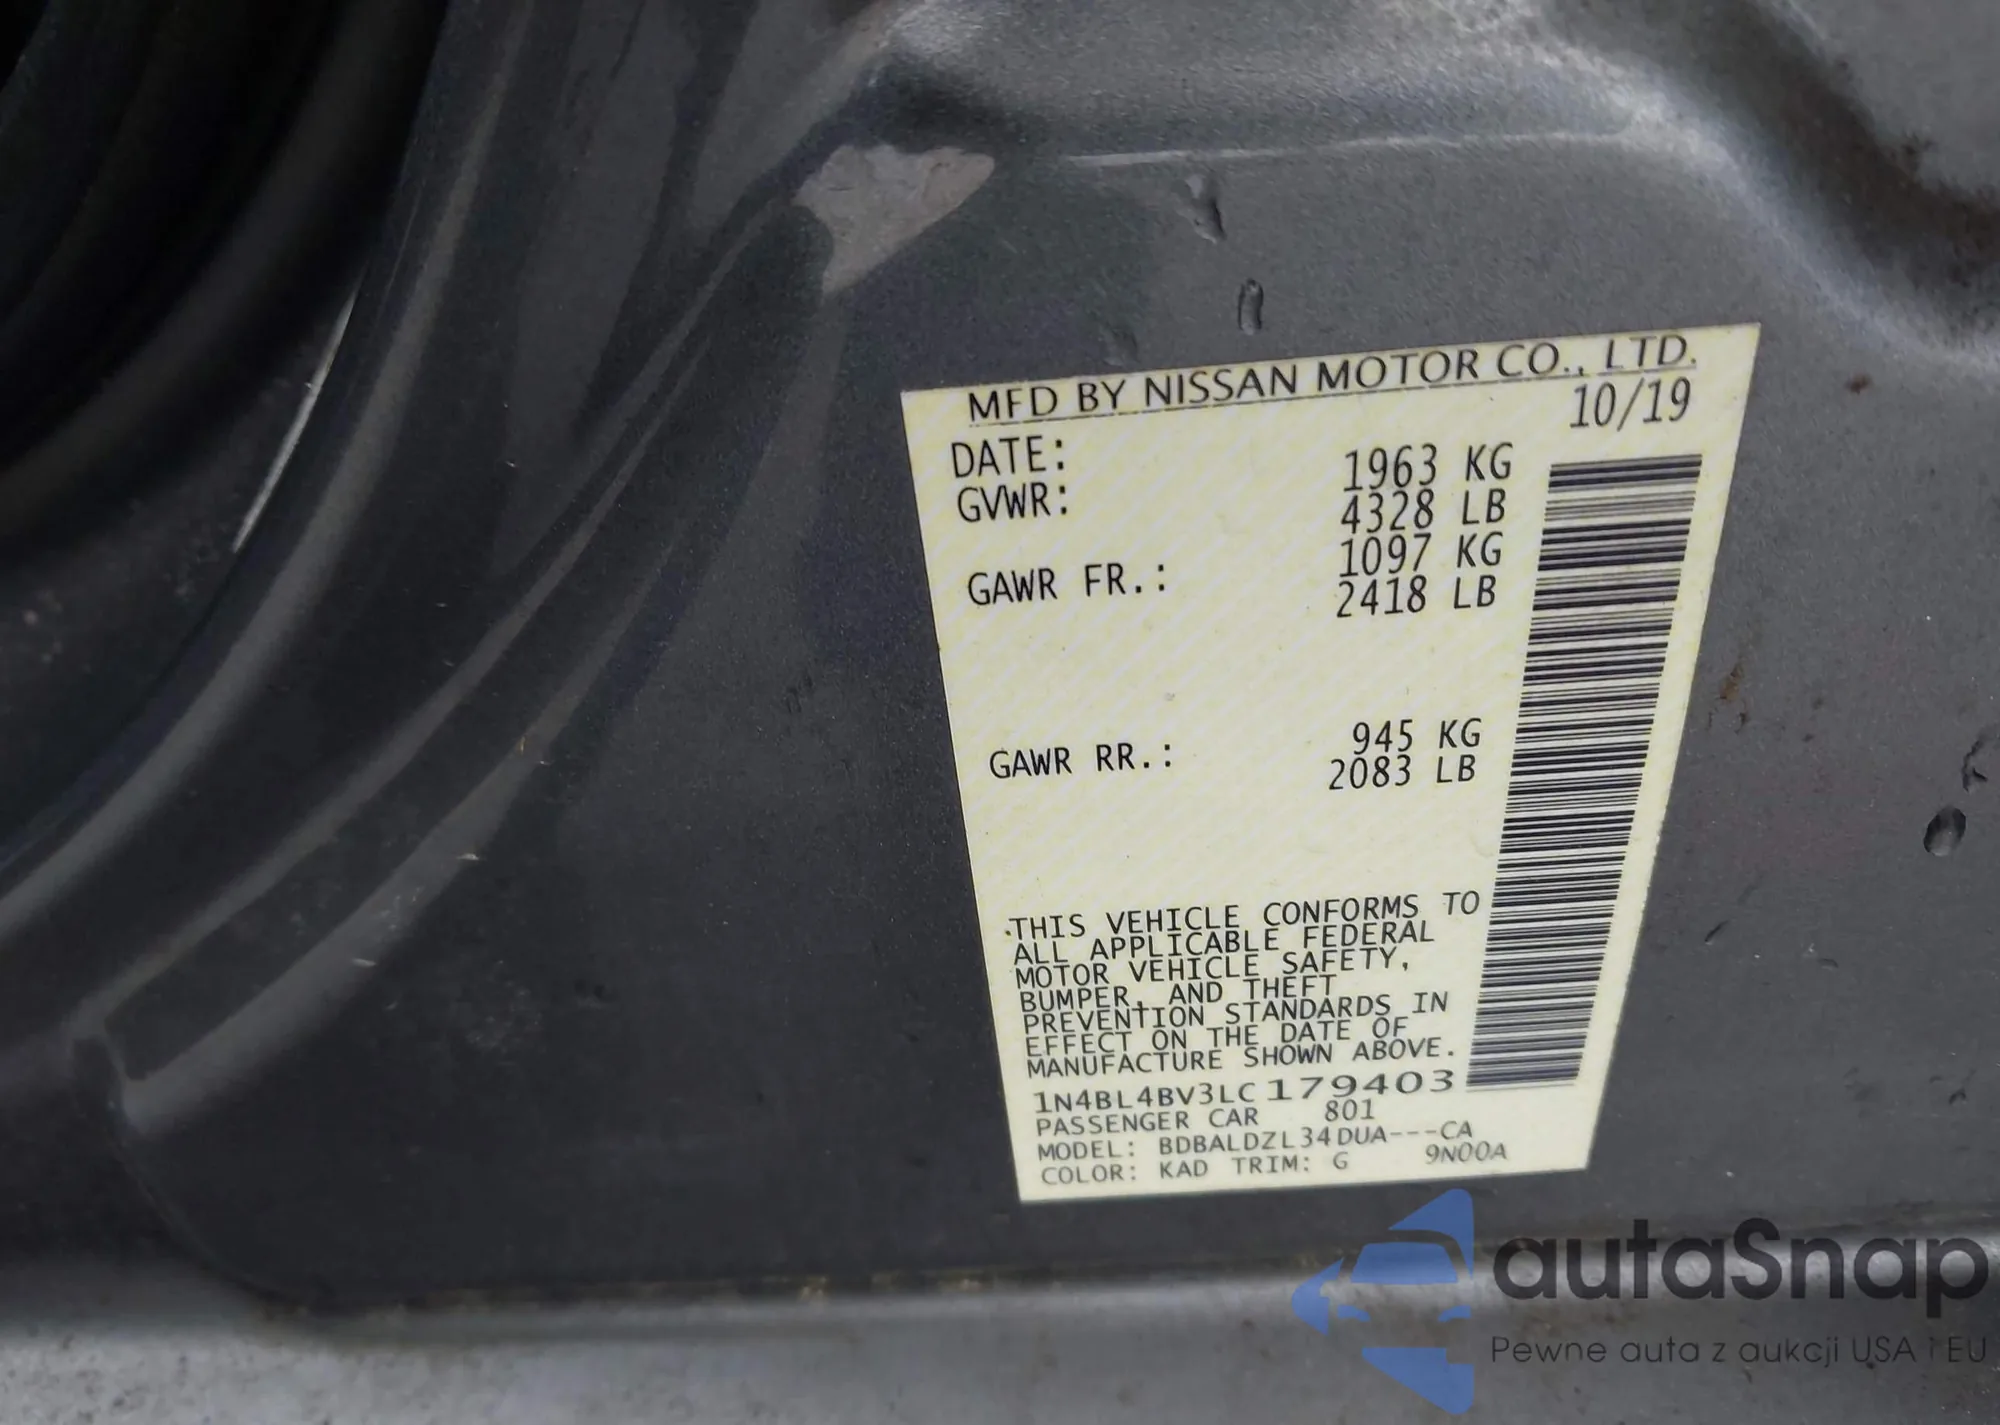 MFD BY NISSAN MOTOR CO., LTD.
DATE: 10/19
GVWR: 1963 KG
4328 LB
GAWR FR.: 1097 KG
2418 LB
GAWR RR.: 945 KG
2083 LB
THIS VEHICLE CONFORMS TO
ALL APPLICABLE FEDERAL
MOTOR VEHICLE SAFETY,
BUMPER, AND THEFT
PREVENTION STANDARDS IN
EFFECT ON THE DATE OF
MANUFACTURE SHOWN ABOVE.
1N4BL4BV3LC179403
PASSENGER CAR 801
MODEL: BDBALDZL34DUA---CA
COLOR: KAD TRIM: G 9N00A
autaSnap
Pewne auta z aukcji USA i EU